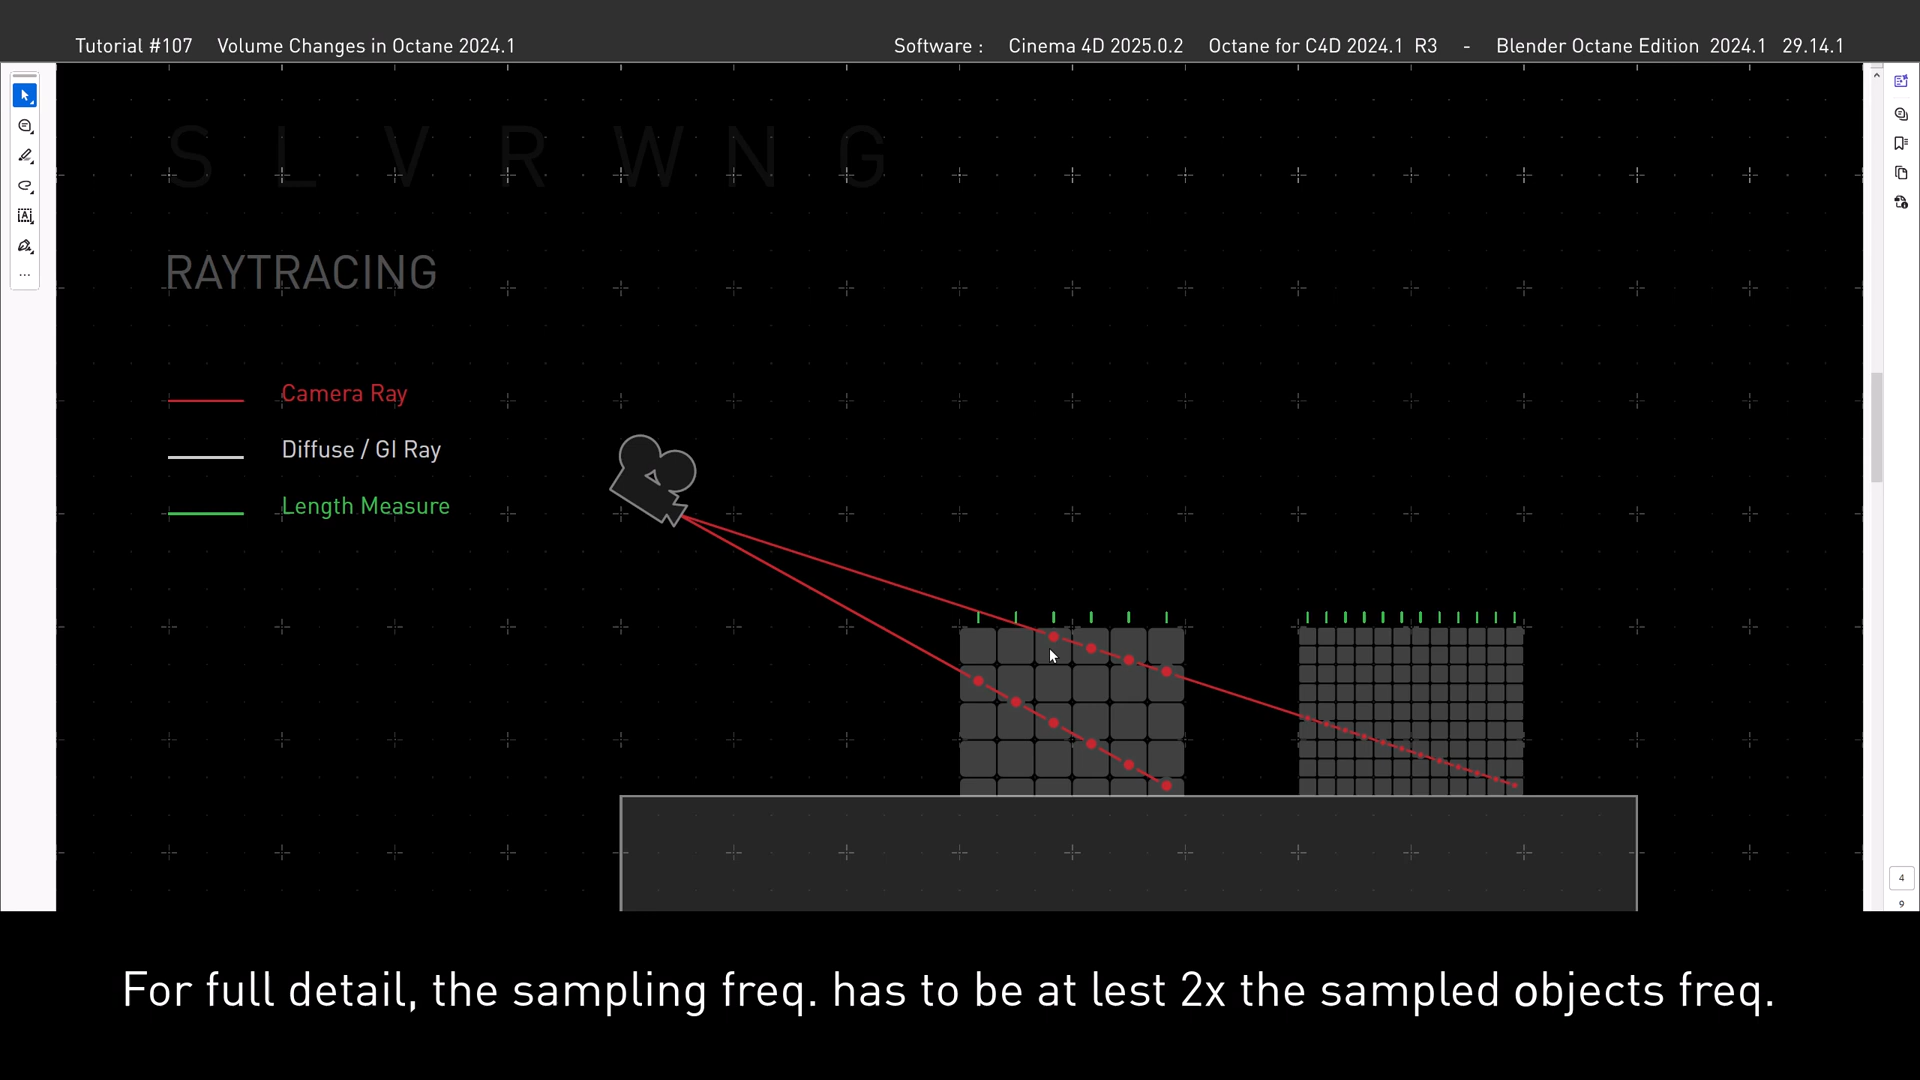 Tutorial #107 Volume Changes in Octane 2024.1 Software : Cinema 4D 2025.0.2 Octane for C4D 2024.1 R3 - Blender Octane Edition 2024.1 29.14.1
S L V R W N G
RAYTRACING
Camera Ray
Diffuse / GI Ray
Length Measure
4
9
For full detail, the sampling freq. has to be at lest 2x the sampled objects freq.